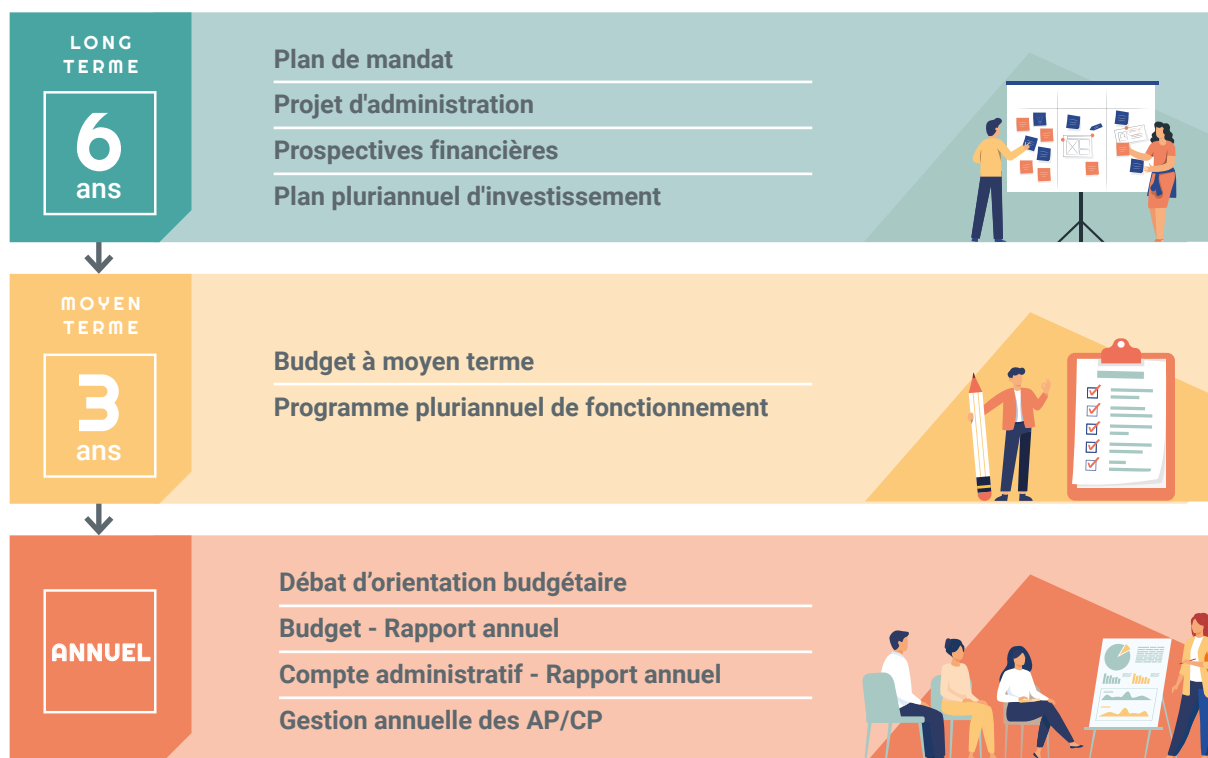 LONG
TERME
6
ans
Plan de mandat
Projet d'administration
Prospectives financières
Plan pluriannuel d'investissement
MOYEN
TERME
3
ans
Budget à moyen terme
Programme pluriannuel de fonctionnement
ANNUEL
Débat d’orientation budgétaire
Budget - Rapport annuel
Compte administratif - Rapport annuel
Gestion annuelle des AP/CP